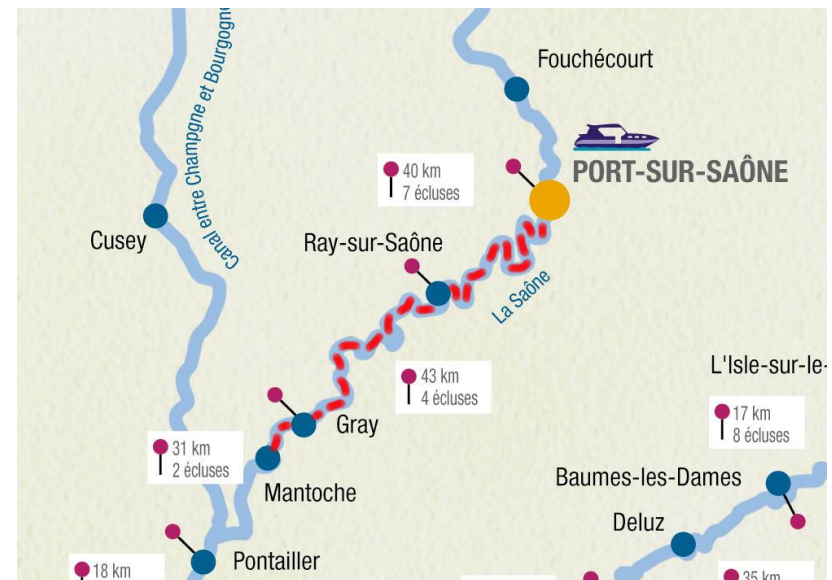 Canal entre Champgne et Bourgogne
Fouchécourt
PORT-SUR-SAÔNE
40 km
7 écluses
Cusey
Ray-sur-Saône
La Saône
43 km
4 écluses
L'Isle-sur-le-
17 km
8 écluses
Gray
31 km
2 écluses
Mantoche
Baumes-les-Dames
Deluz
Pontailler
18 km
35 km